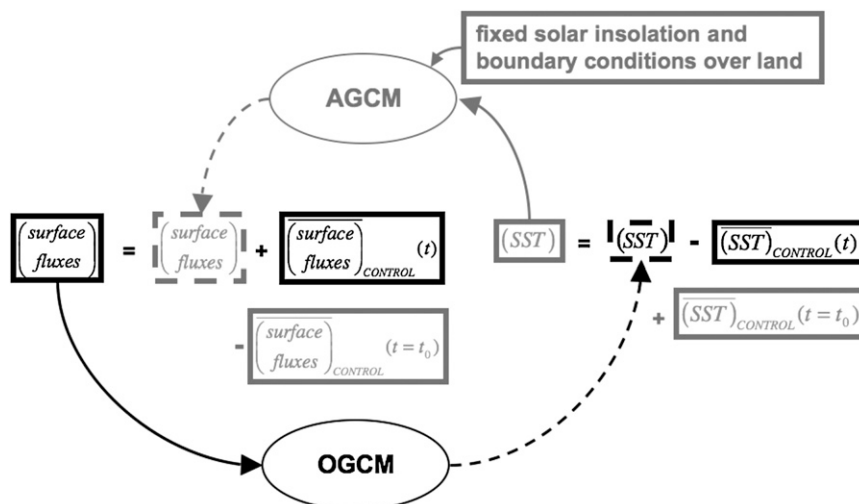 fixed solar insolation and
boundary conditions over land
AGCM
(surface fluxes) = (surface fluxes) + (surface fluxes)CONTROL (t)
- (surface fluxes)CONTROL (t = t0)
(SST) = (SST) - (SST)CONTROL (t)
+ (SST)CONTROL (t = t0)
OGCM